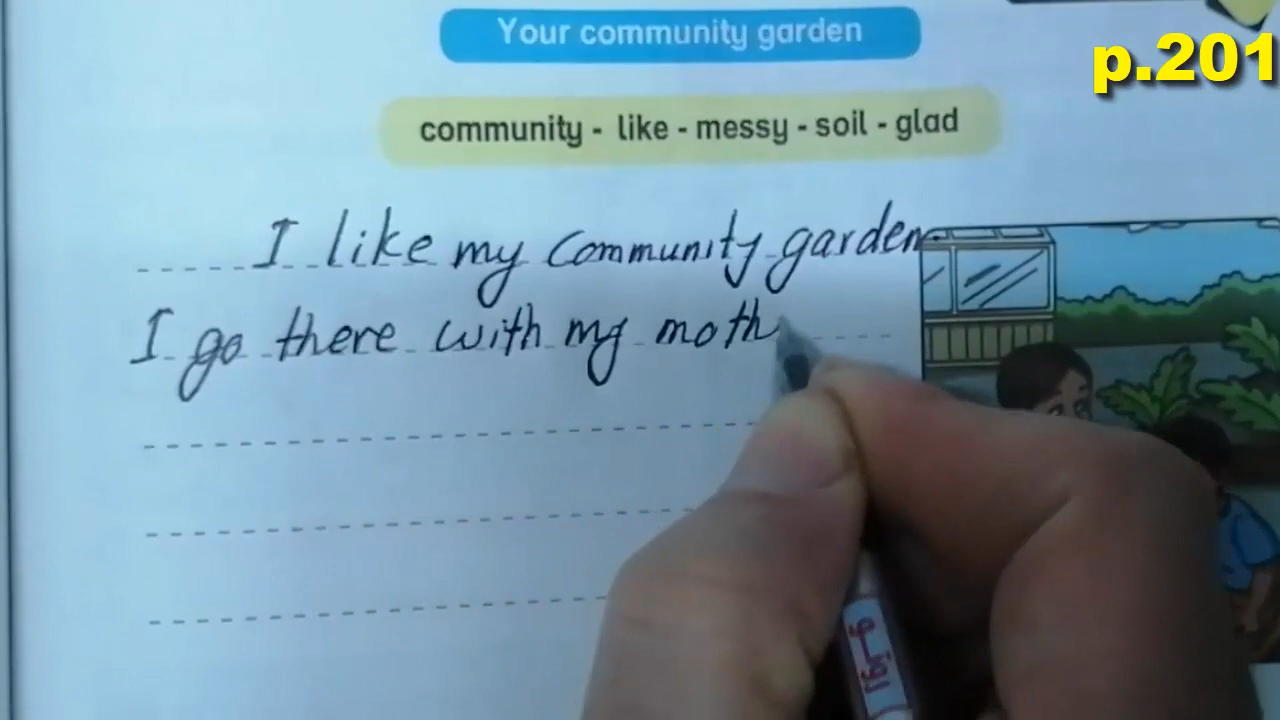 Your community garden
p.201
community - like - messy - soil - glad
I like my community garden.
I go there with my moth